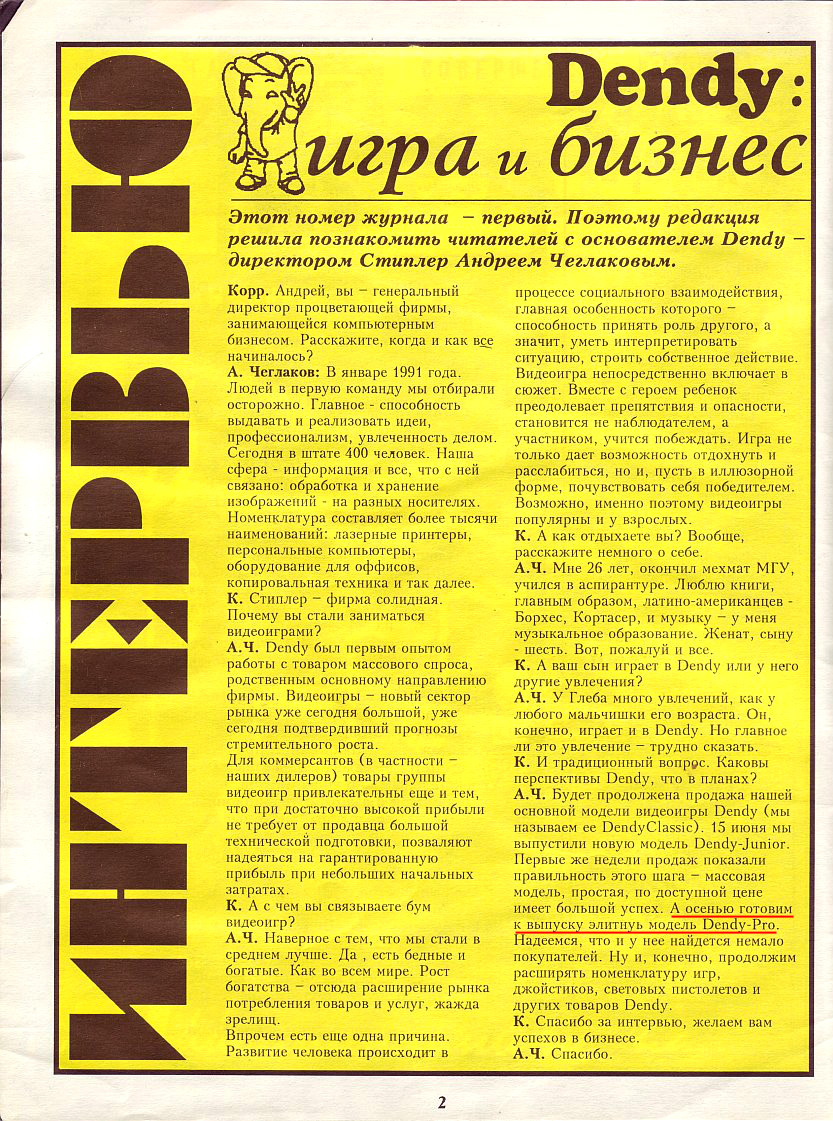 ИНТЕРВЬЮ
Dendy:
игра и бизнес
Этот номер журнала – первый. Поэтому редакция
решила познакомить читателей с основателем Dendy –
директором Стиплер Андреем Чеглаковым.
Корр. Андрей, вы – генеральный
директор процветающей фирмы,
занимающейся компьютерным
бизнесом. Расскажите, когда и как все
начиналось?
А. Чеглаков: В январе 1991 года.
Людей в первую команду мы отбирали
осторожно. Главное - способность
выдавать и реализовать идеи,
профессионализм, увлеченность делом.
Сегодня в штате 400 человек. Наша
сфера - информация и все, что с ней
связано: обработка и хранение
изображений - на разных носителях.
Номенклатура составляет более тысячи
наименований: лазерные принтеры,
персональные компьютеры,
оборудование для оффисов,
копировальная техника и так далее.
К. Стиплер – фирма солидная.
Почему вы стали заниматься
видеоиграми?
А.Ч. Dendy был первым опытом
работы с товаром массового спроса,
родственным основному направлению
фирмы. Видеоигры – новый сектор
рынка уже сегодня большой, уже
сегодня подтвердивший прогнозы
стремительного роста.
Для коммерсантов (в частности –
наших дилеров) товары группы
видеоигр привлекательны еще и тем,
что при достаточно высокой прибыли
не требует от продавца большой
технической подготовки, позваляют
надеяться на гарантированную
прибыль при небольших начальных
затратах.
К. А с чем вы связываете бум
видеоигр?
А.Ч. Наверное с тем, что мы стали в
среднем лучше. Да , есть бедные и
богатые. Как во всем мире. Рост
богатства – отсюда расширение рынка
потребления товаров и услуг, жажда
зрелищ.
Впрочем есть еще одна причина.
Развитие человека происходит в
процессе социального взаимодействия,
главная особенность которого –
способность принять роль другого, а
значит, уметь интерпретировать
ситуацию, строить собственное действие.
Видеоигра непосредственно включает в
сюжет. Вместе с героем ребенок
преодолевает препятствия и опасности,
становится не наблюдателем, а
участником, учится побеждать. Игра не
только дает возможность отдохнуть и
расслабиться, но и, пусть в иллюзорной
форме, почувствовать себя победителем.
Возможно, именно поэтому видеоигры
популярны и у взрослых.
К. А как отдыхаете вы? Вообще,
расскажите немного о себе.
А.Ч. Мне 26 лет, окончил мехмат МГУ,
учился в аспирантуре. Люблю книги,
главным образом, латино-американцев -
Борхес, Кортасер, и музыку – у меня
музыкальное образование. Женат, сыну
- шесть. Вот, пожалуй и все.
К. А ваш сын играет в Dendy или у него
другие увлечения?
А.Ч. У Глеба много увлечений, как у
любого мальчишки его возраста. Он,
конечно, играет и в Dendy. Но главное
ли это увлечение – трудно сказать.
К. И традиционный вопрос. Каковы
перспективы Dendy, что в планах?
А.Ч. Будет продолжена продажа нашей
основной модели видеоигры Dendy (мы
называем ее DendyClassic). 15 июня мы
выпустили новую модель Dendy-Junior.
Первые же недели продаж показали
правильность этого шага – массовая
модель, простая, по доступной цене
имеет большой успех. А осенью готовим
к выпуску элитнуь модель Dendy-Pro.
Надеемся, что и у нее найдется немало
покупателей. Ну и, конечно, продолжим
расширять номенклатуру игр,
джойстиков, световых пистолетов и
других товаров Dendy.
К. Спасибо за интервью, желаем вам
успехов в бизнесе.
А.Ч. Спасибо.
2